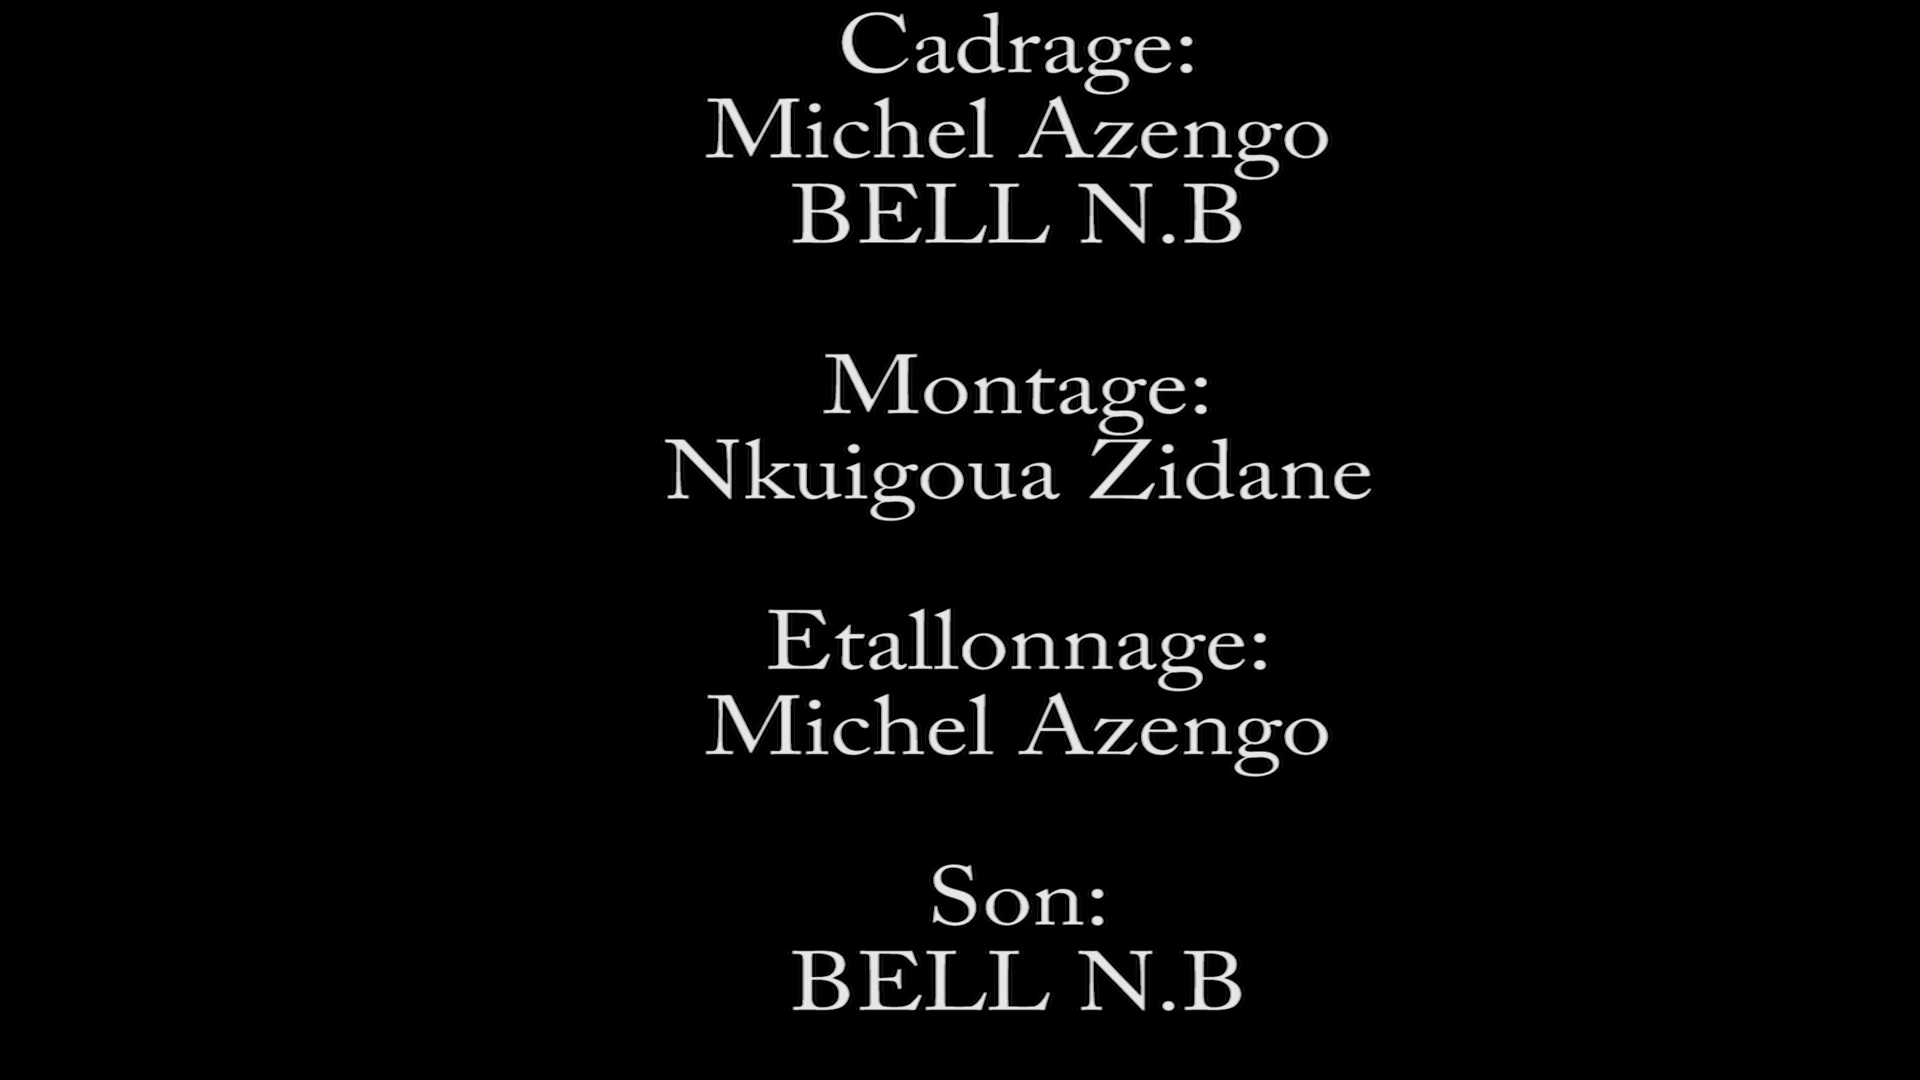 Cadrage:
Michel Azengo
BELL N.B
Montage:
Nkuigoua Zidane
Etallonnage:
Michel Azengo
Son:
BELL N.B